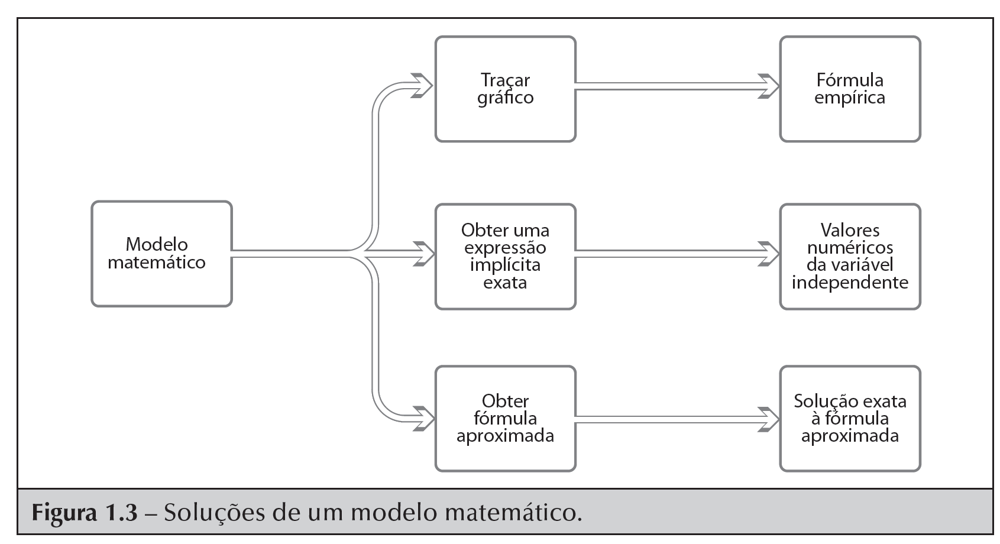 Traçar
gráfico
Fórmula
empírica
Modelo
matemático
Obter uma
expressão
implícita
exata
Valores
numéricos
da variável
independente
Obter
fórmula
aproximada
Solução exata
à fórmula
aproximada
Figura 1.3 – Soluções de um modelo matemático.